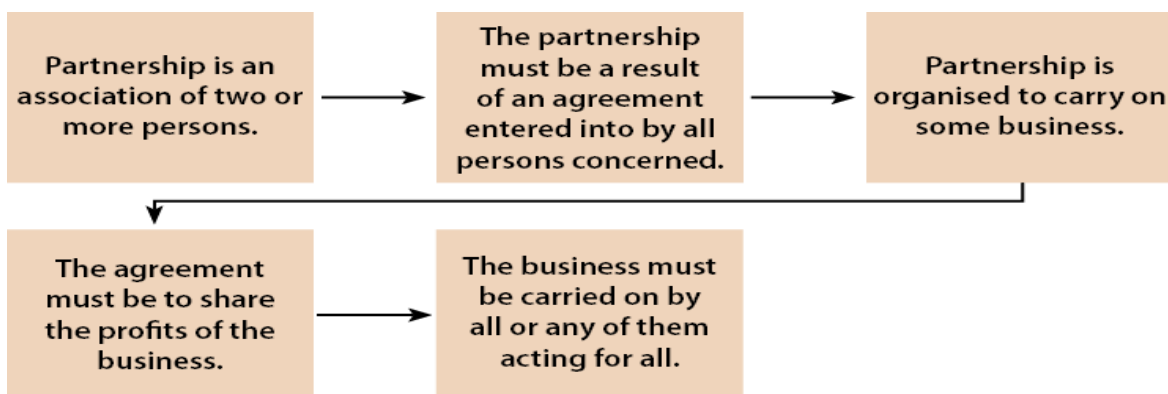 Partnership is an
association of two or
more persons.
The partnership
must be a result
of an agreement
entered into by all
persons concerned.
Partnership is
organised to carry on
some business.
The agreement
must be to share
the profits of the
business.
The business must
be carried on by
all or any of them
acting for all.